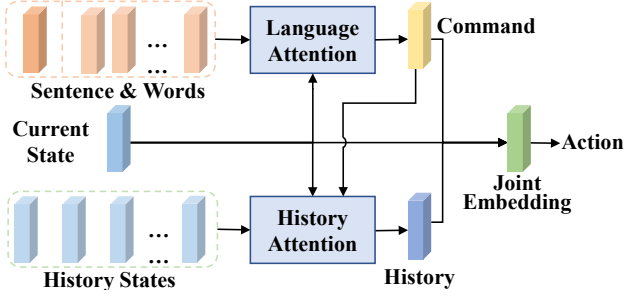 Language
Attention
Command
...
...
Sentence & Words
Current
State
Action
Joint
Embedding
History
Attention
...
...
History States
History